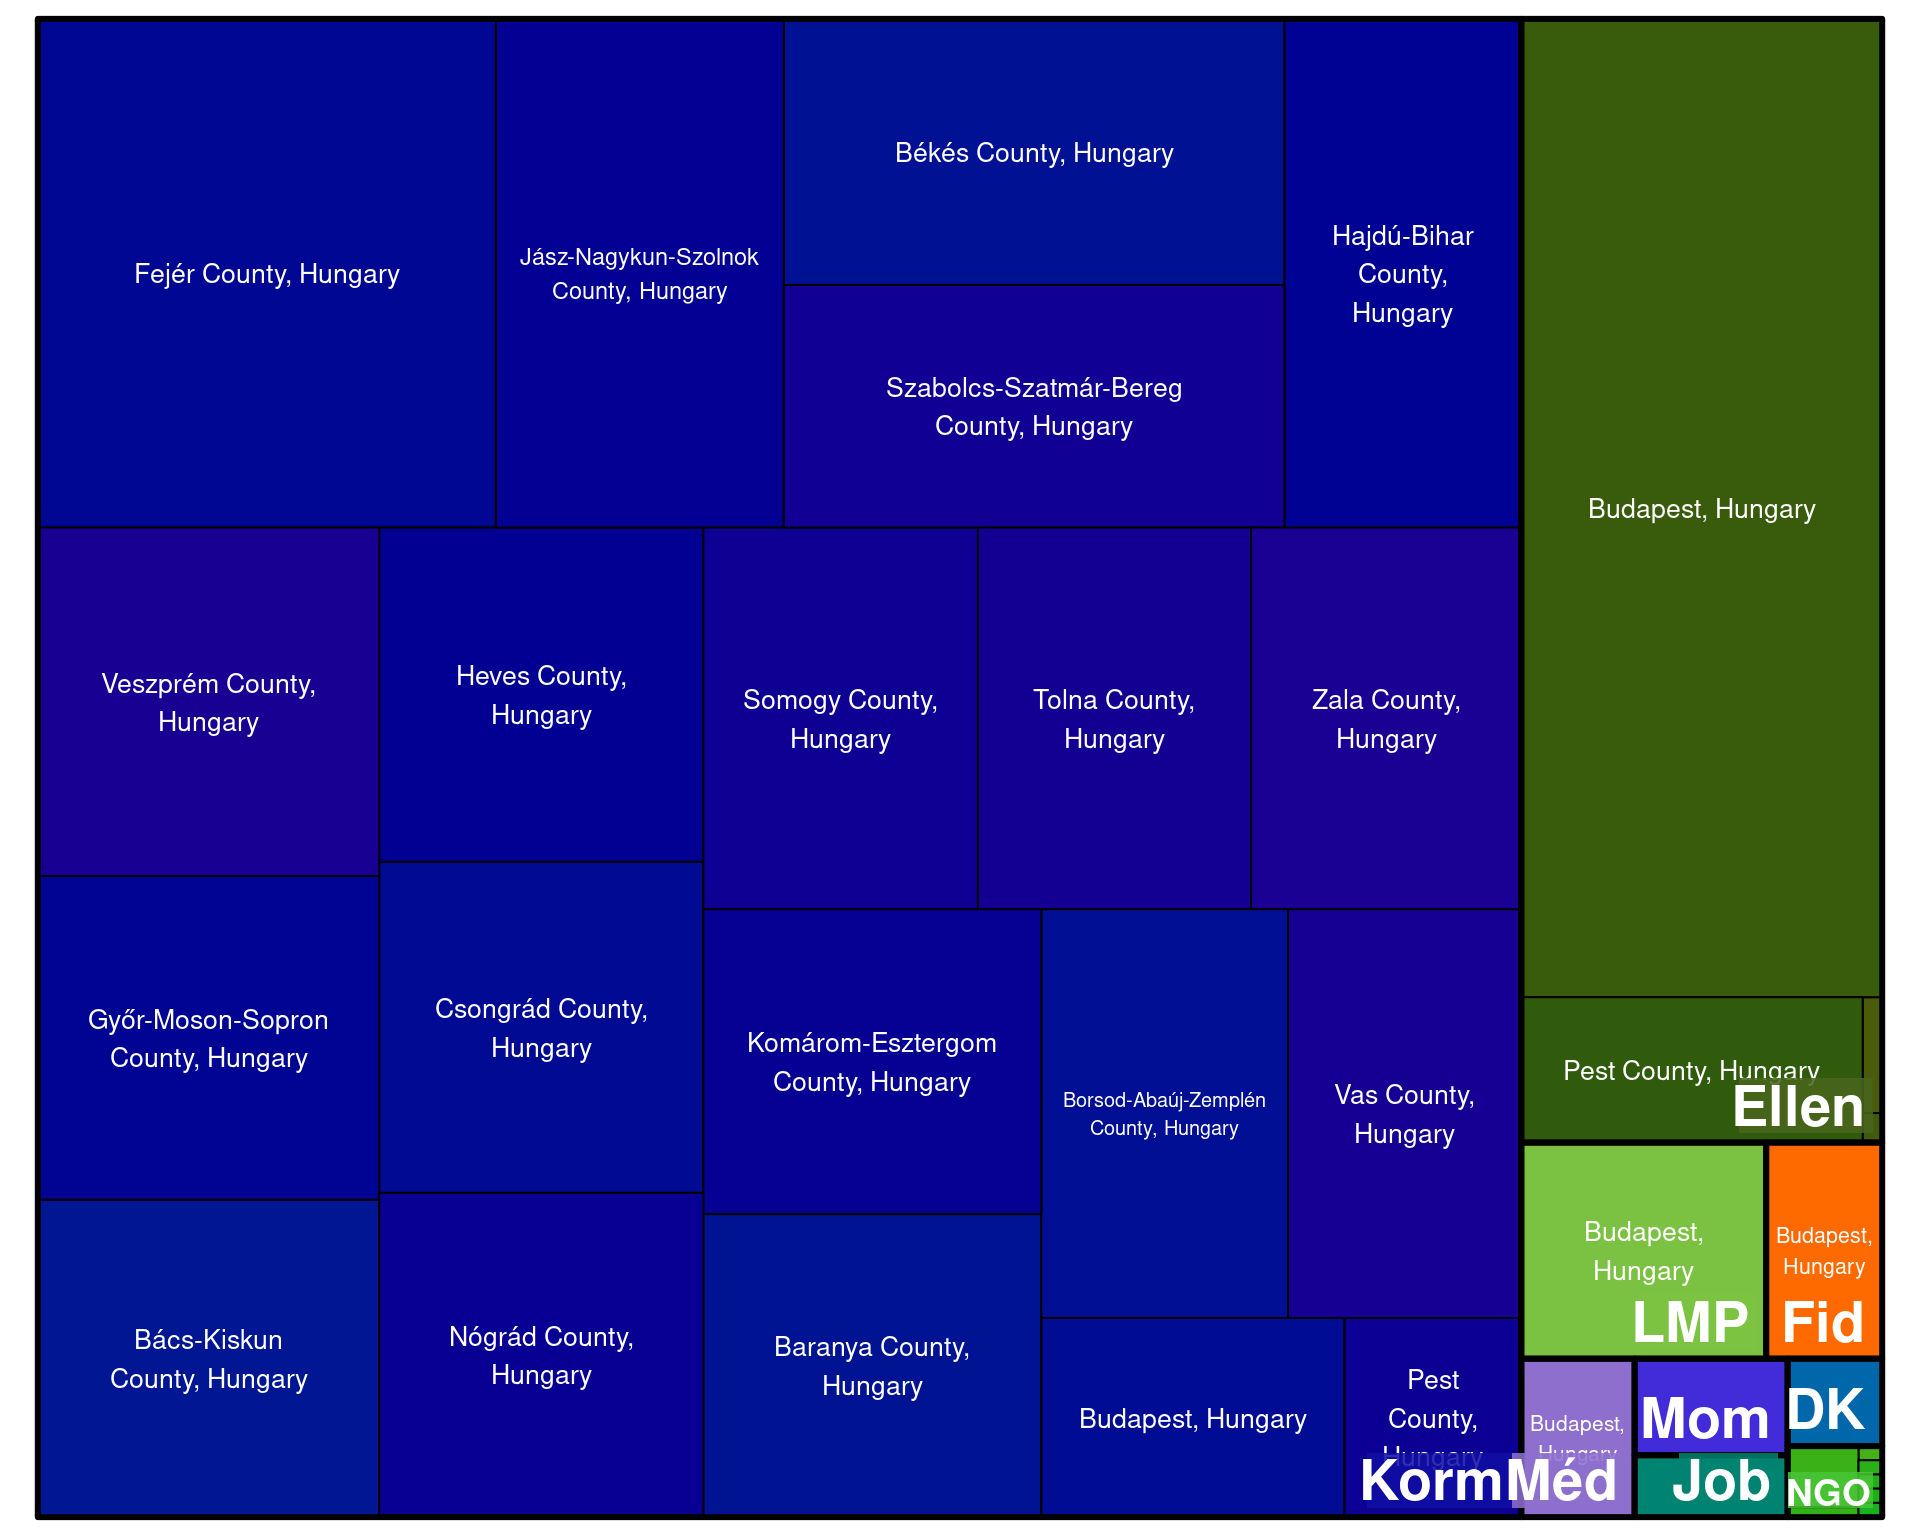 Fejér County, Hungary
Jász-Nagykun-Szolnok
County, Hungary
Békés County, Hungary
Szabolcs-Szatmár-Bereg
County, Hungary
Hajdú-Bihar
County,
Hungary
Veszprém County,
Hungary
Heves County,
Hungary
Somogy County,
Hungary
Tolna County,
Hungary
Zala County,
Hungary
Győr-Moson-Sopron
County, Hungary
Csongrád County,
Hungary
Komárom-Esztergom
County, Hungary
Borsod-Abaúj-Zemplén
County, Hungary
Vas County,
Hungary
Bács-Kiskun
County, Hungary
Nógrád County,
Hungary
Baranya County,
Hungary
Budapest, Hungary
Pest
County,
Hungary
Korm
Budapest, Hungary
Pest County, Hungary
Ellen
Budapest,
Hungary
LMP
Budapest,
Hungary
Fid
Budapest,
Hungary
Méd
Mom
Job
DK
NGO